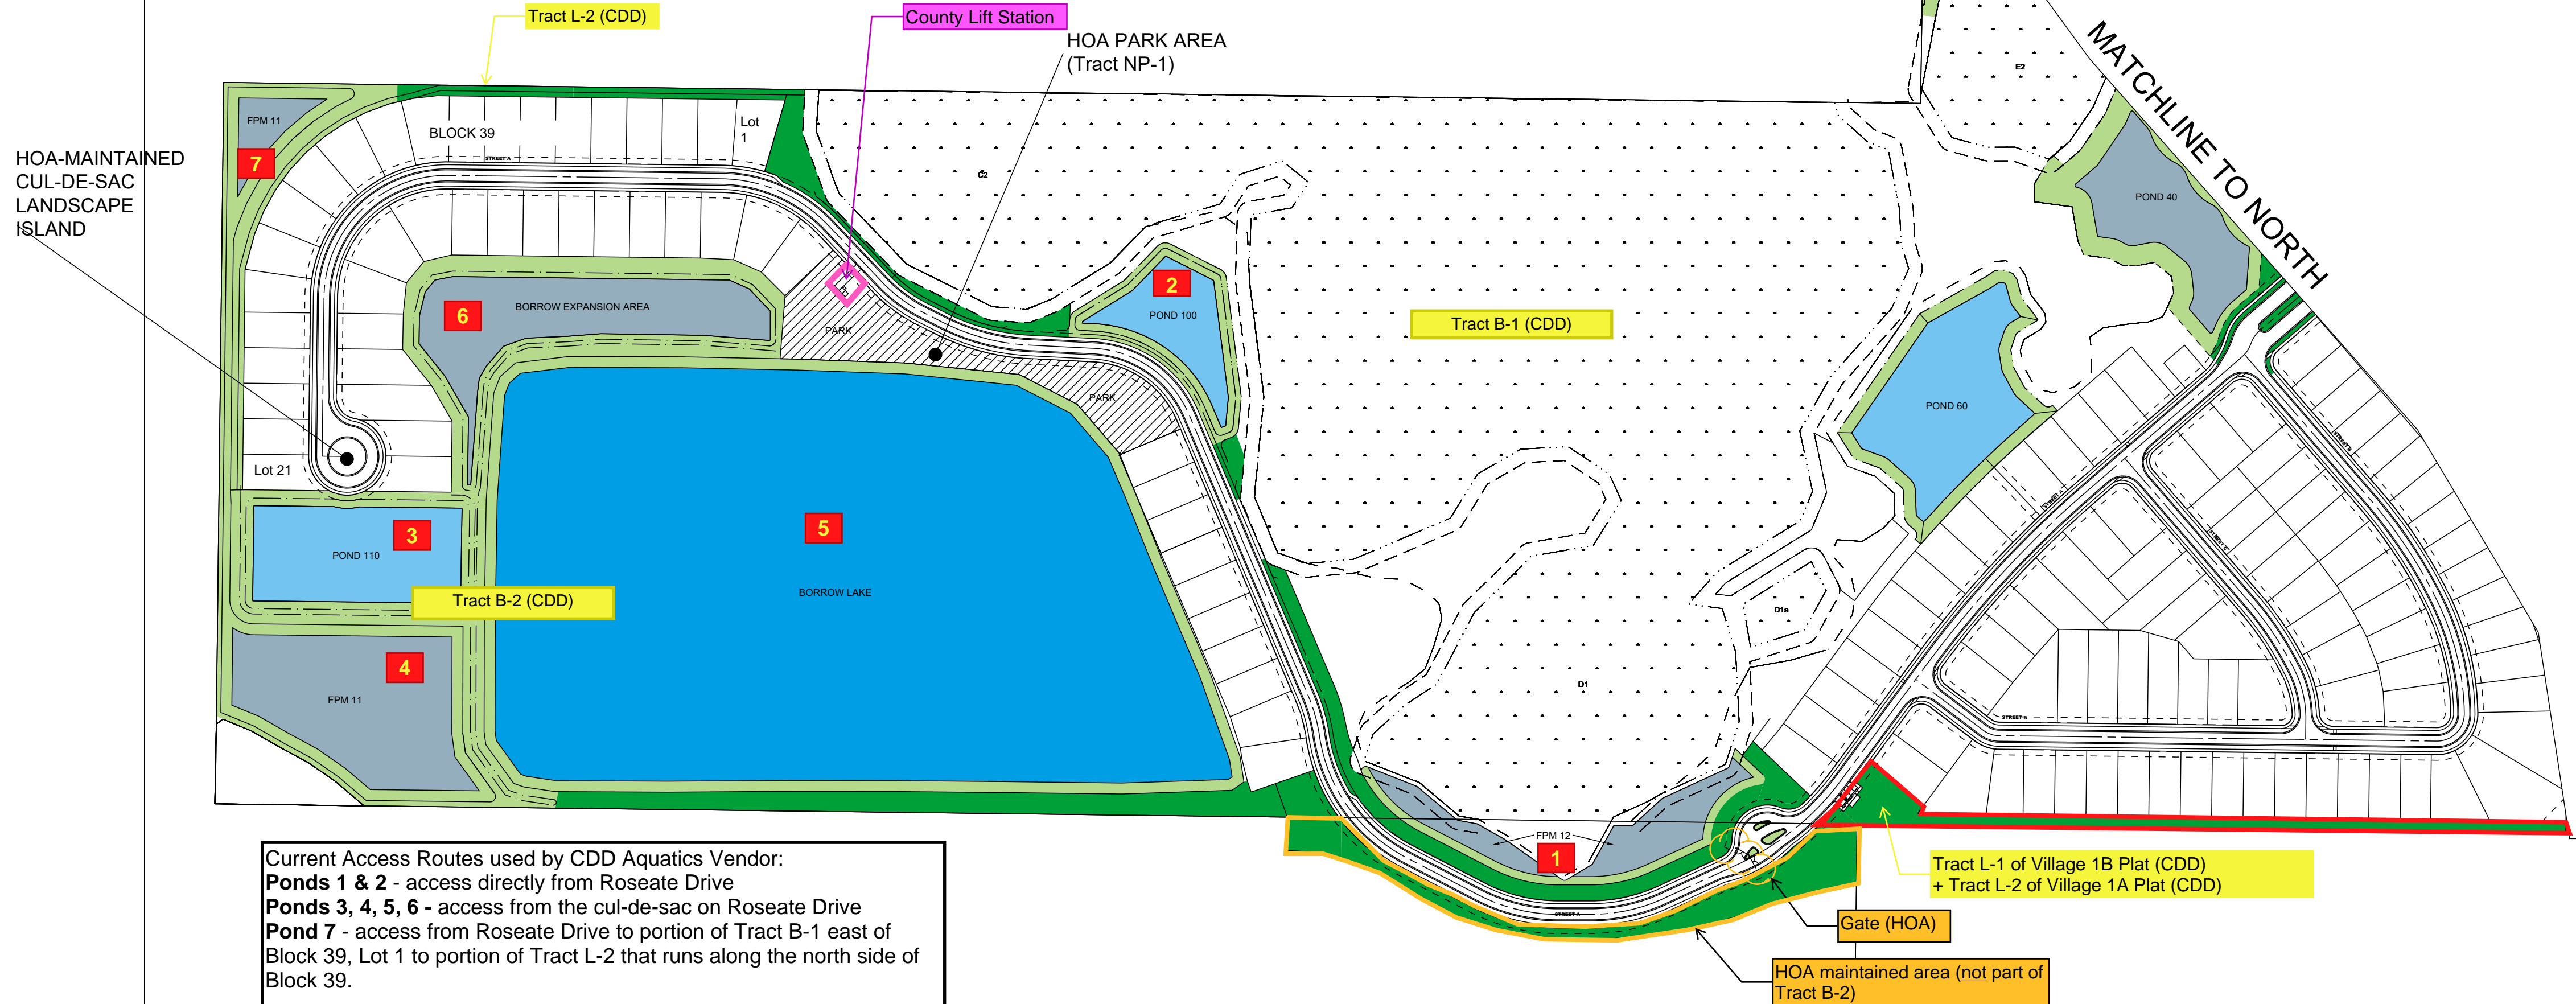 Tract L-2 (CDD)
County Lift Station
HOA PARK AREA
(Tract NP-1)
MATCHLINE TO NORTH
E2
FPM 11
7
BLOCK 39
Lot
1
STREET A
C2
POND 40
HOA-MAINTAINED
CUL-DE-SAC
LANDSCAPE
ISLAND
2
POND 100
6
BORROW EXPANSION AREA
PARK
Tract B-1 (CDD)
PARK
POND 60
Lot 21
3
POND 110
5
BORROW LAKE
Tract B-2 (CDD)
D1a
4
FPM 11
D1
STREET B
FPM 12
1
STREET A
Tract L-1 of Village 1B Plat (CDD)
+ Tract L-2 of Village 1A Plat (CDD)
Gate (HOA)
HOA maintained area (not part of
Tract B-2)
Current Access Routes used by CDD Aquatics Vendor:
Ponds 1 & 2 - access directly from Roseate Drive
Ponds 3, 4, 5, 6 - access from the cul-de-sac on Roseate Drive
Pond 7 - access from Roseate Drive to portion of Tract B-1 east of
Block 39, Lot 1 to portion of Tract L-2 that runs along the north side of
Block 39.